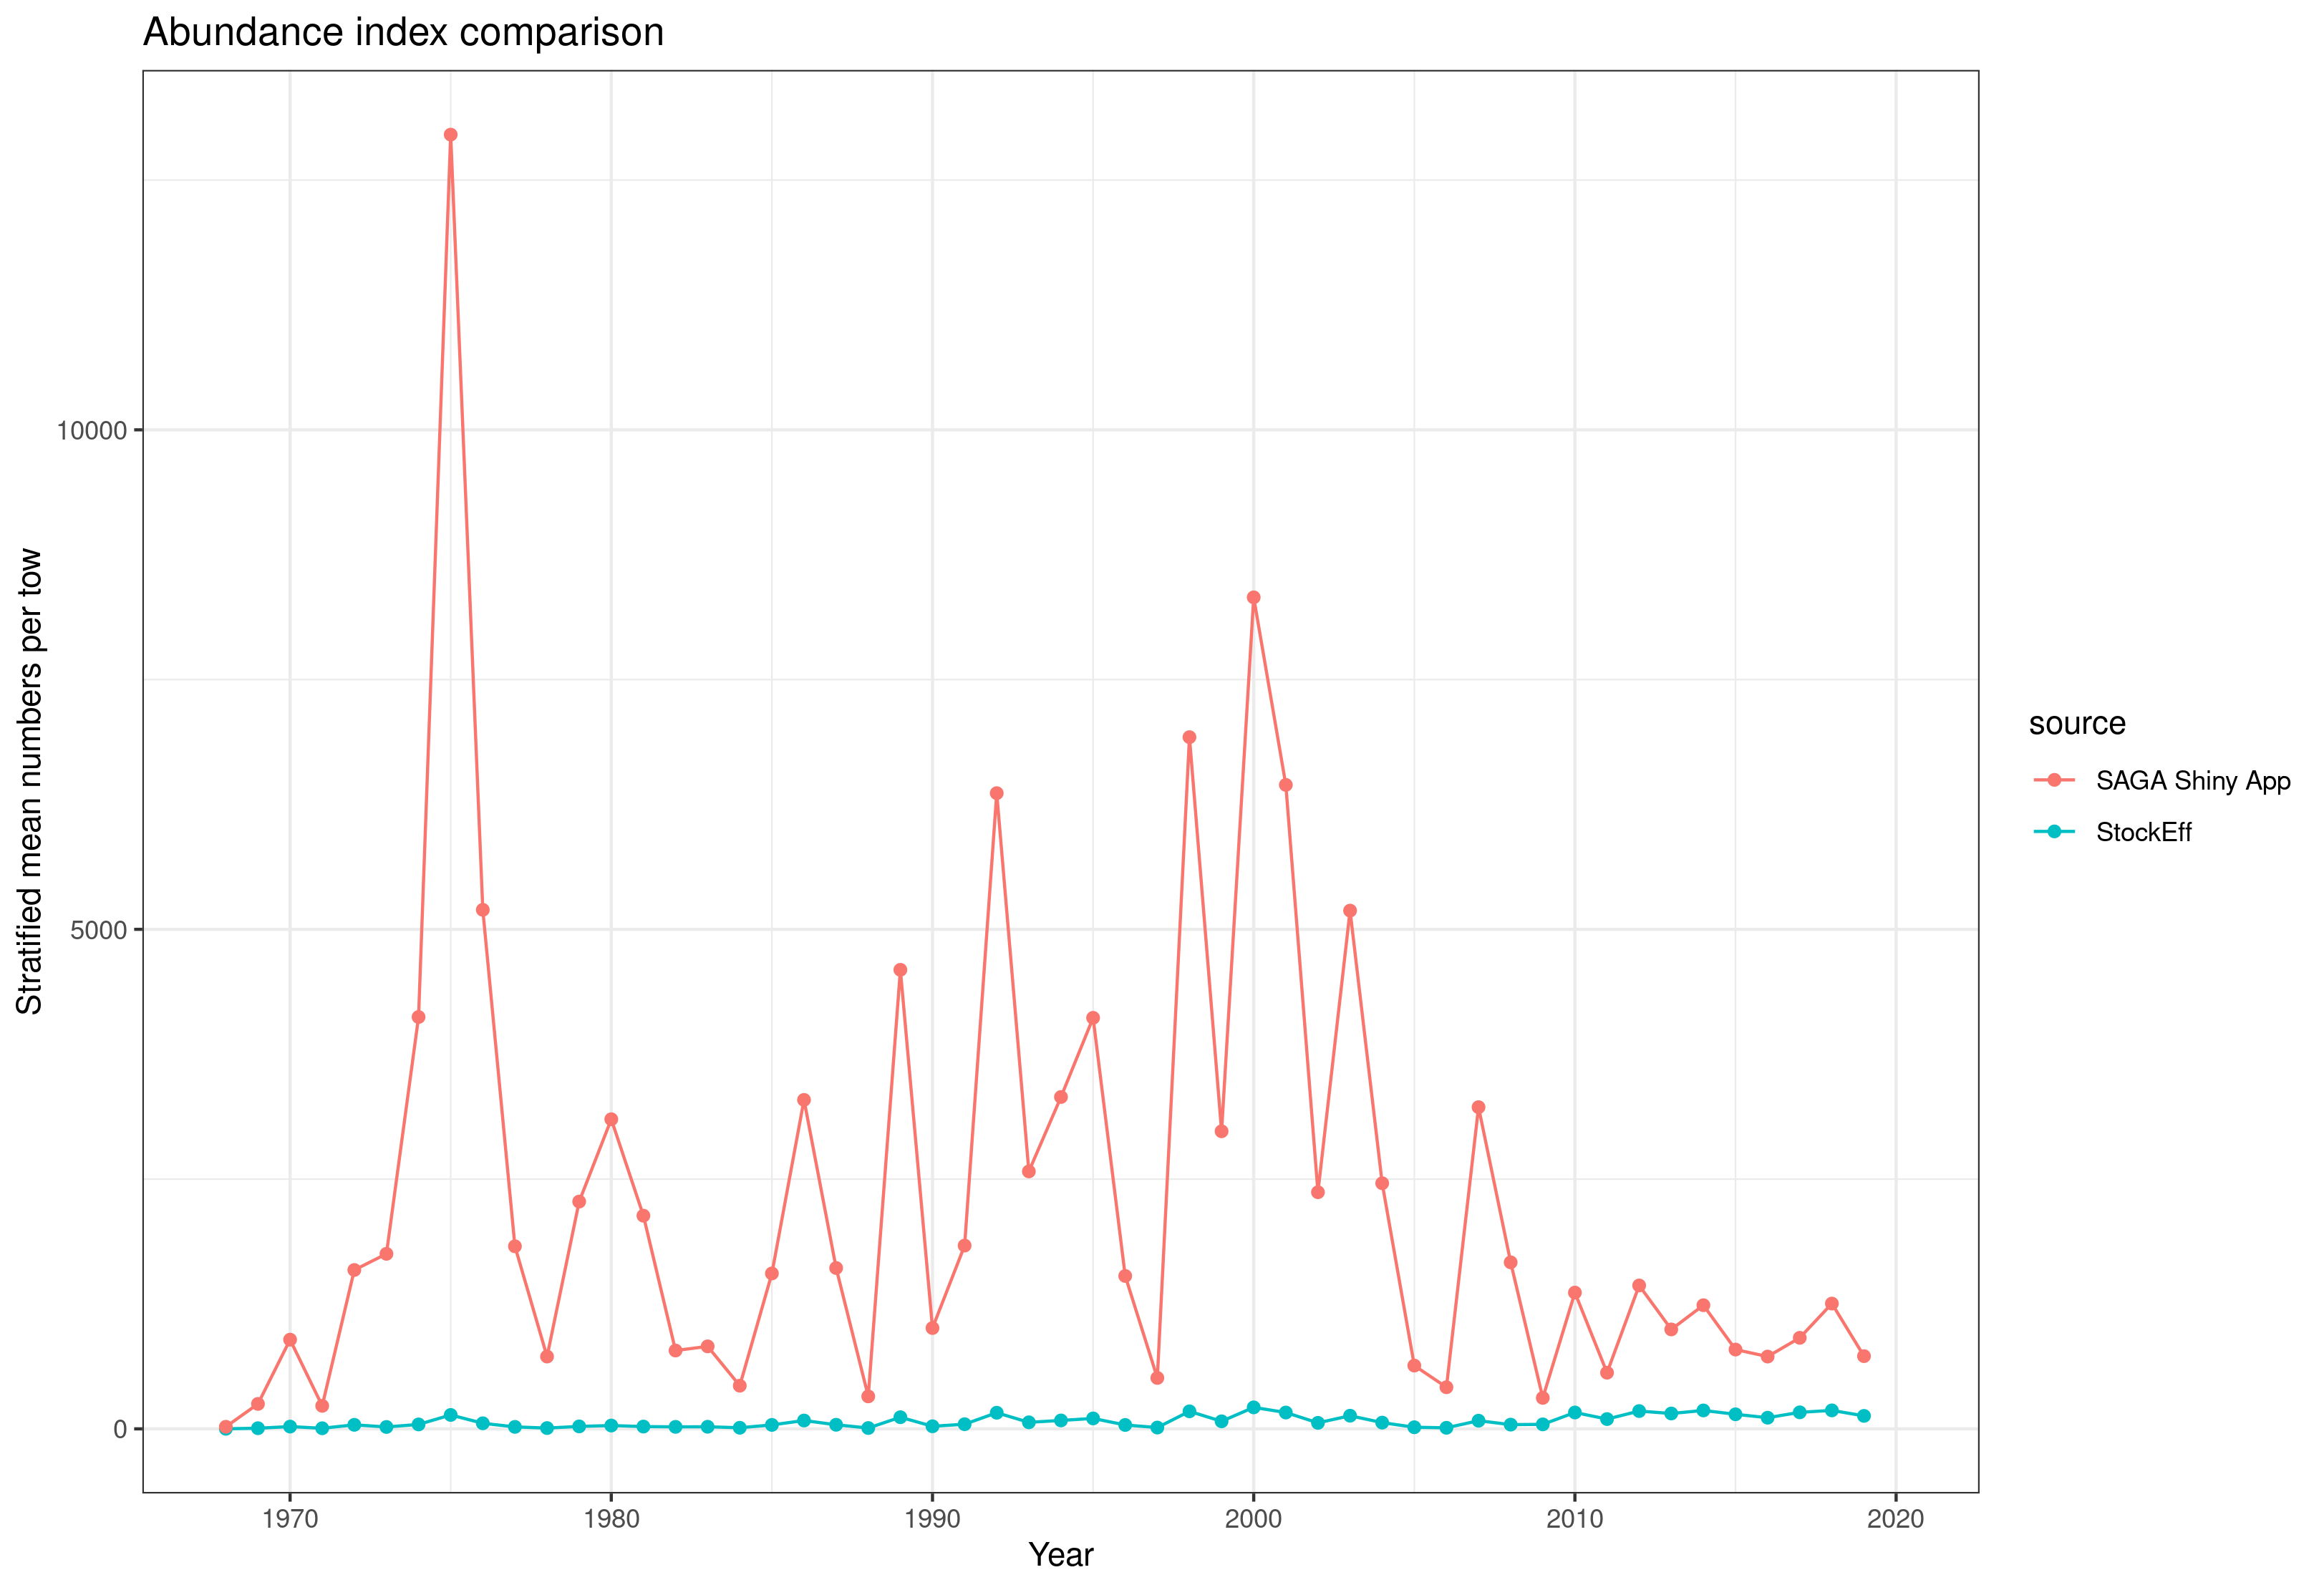 Abundance index comparison
Stratified mean numbers per tow
10000
5000
0
1970
1980
1990
2000
2010
2020
Year
source
SAGA Shiny App
StockEff